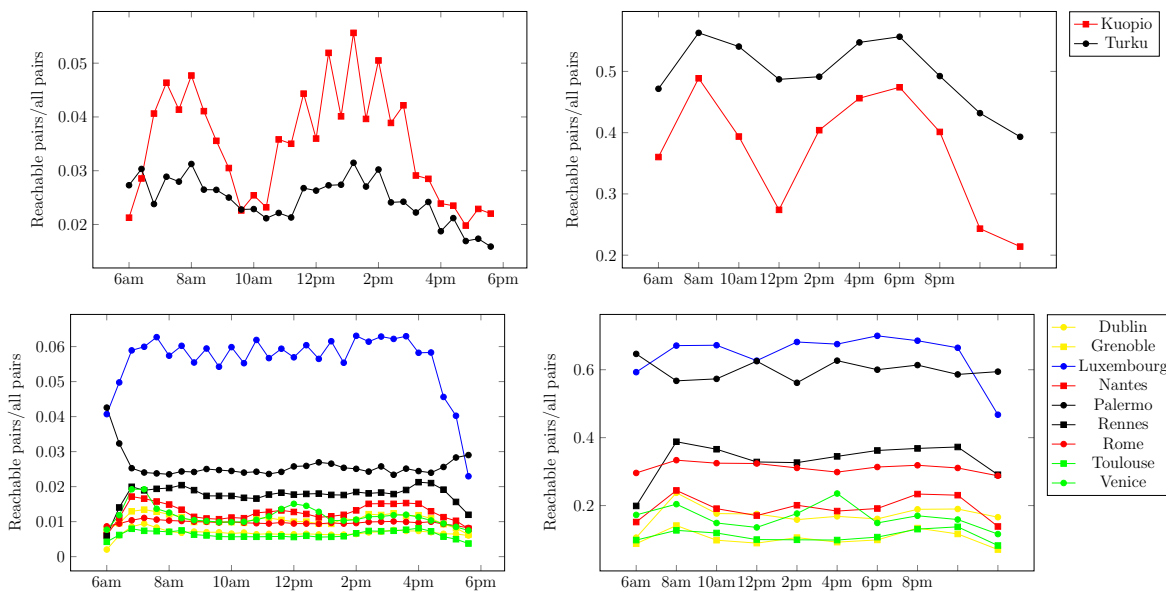 Reachable pairs/all pairs
0.05
0.04
0.03
0.02
6am 8am 10am 12pm 2pm 4pm 6pm
Reachable pairs/all pairs
0.5
0.4
0.3
0.2
6am 8am 10am 12pm 2pm 4pm 6pm 8pm
Kuopio
Turku
Reachable pairs/all pairs
0.06
0.05
0.04
0.03
0.02
0.01
0
6am 8am 10am 12pm 2pm 4pm 6pm
Reachable pairs/all pairs
0.6
0.4
0.2
6am 8am 10am 12pm 2pm 4pm 6pm 8pm
Dublin
Grenoble
Luxembourg
Nantes
Palermo
Rennes
Rome
Toulouse
Venice